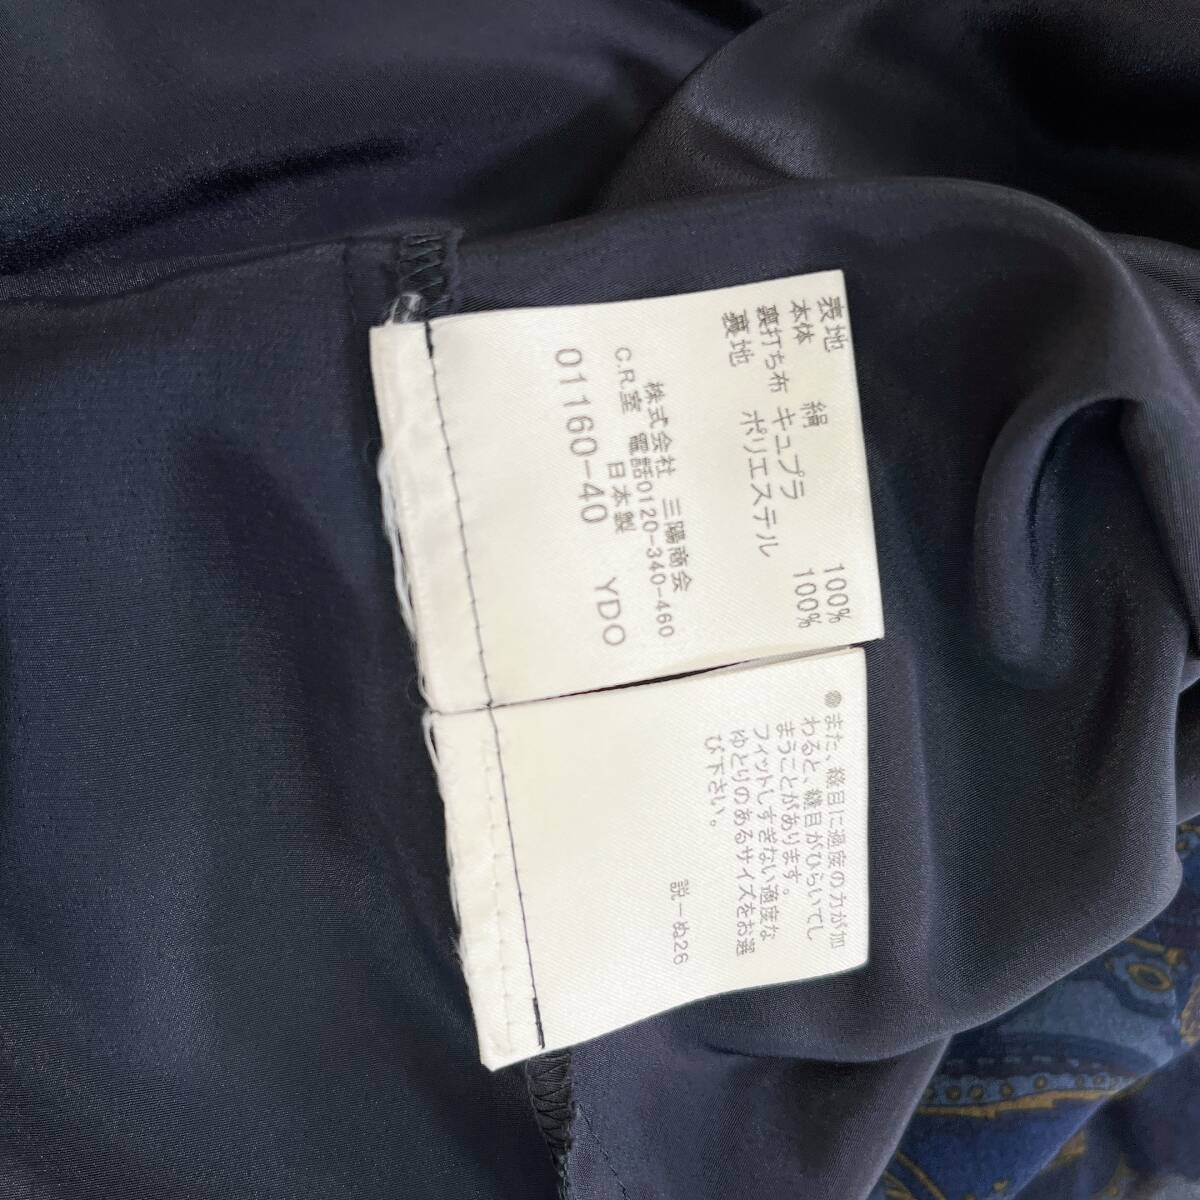 表地
本体 絹 100%
裏打ち布 キュプラ 100%
裏地 ポリエステル
株式会社 三陽商会
C.R.室 電話0120-340-460
日本製
01160-40 YDO
●また、縫目に過度の力が加
わると、縫目がひらいてし
まうことがあります。
フィットしすぎない適度な
ゆとりのあるサイズをお選
び下さい。
説－ぬ26